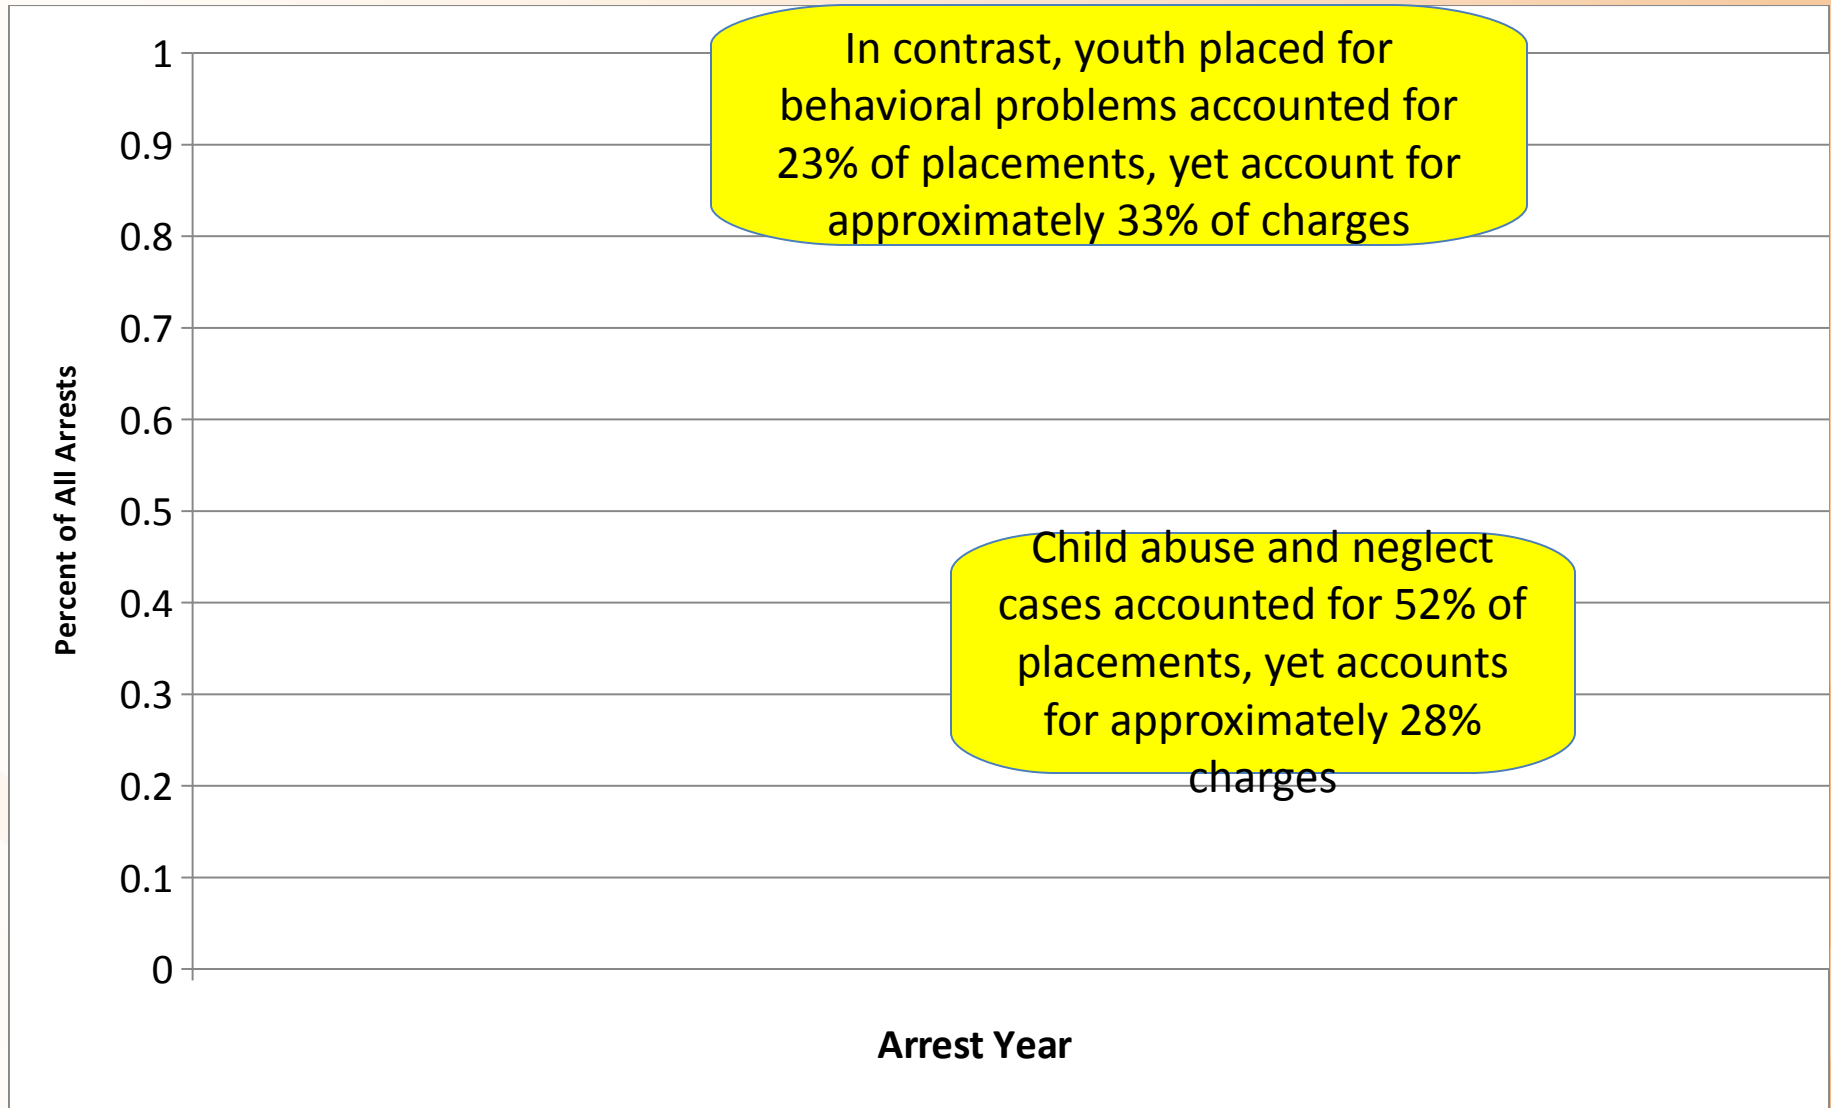 In contrast, youth placed for
behavioral problems accounted for
23% of placements, yet account for
approximately 33% of charges
1
0.9
0.8
0.7
0.6
0.5
0.4
0.3
0.2
0.1
0
Percent of All Arrests
Child abuse and neglect
cases accounted for 52% of
placements, yet accounts
for approximately 28%
charges
Arrest Year